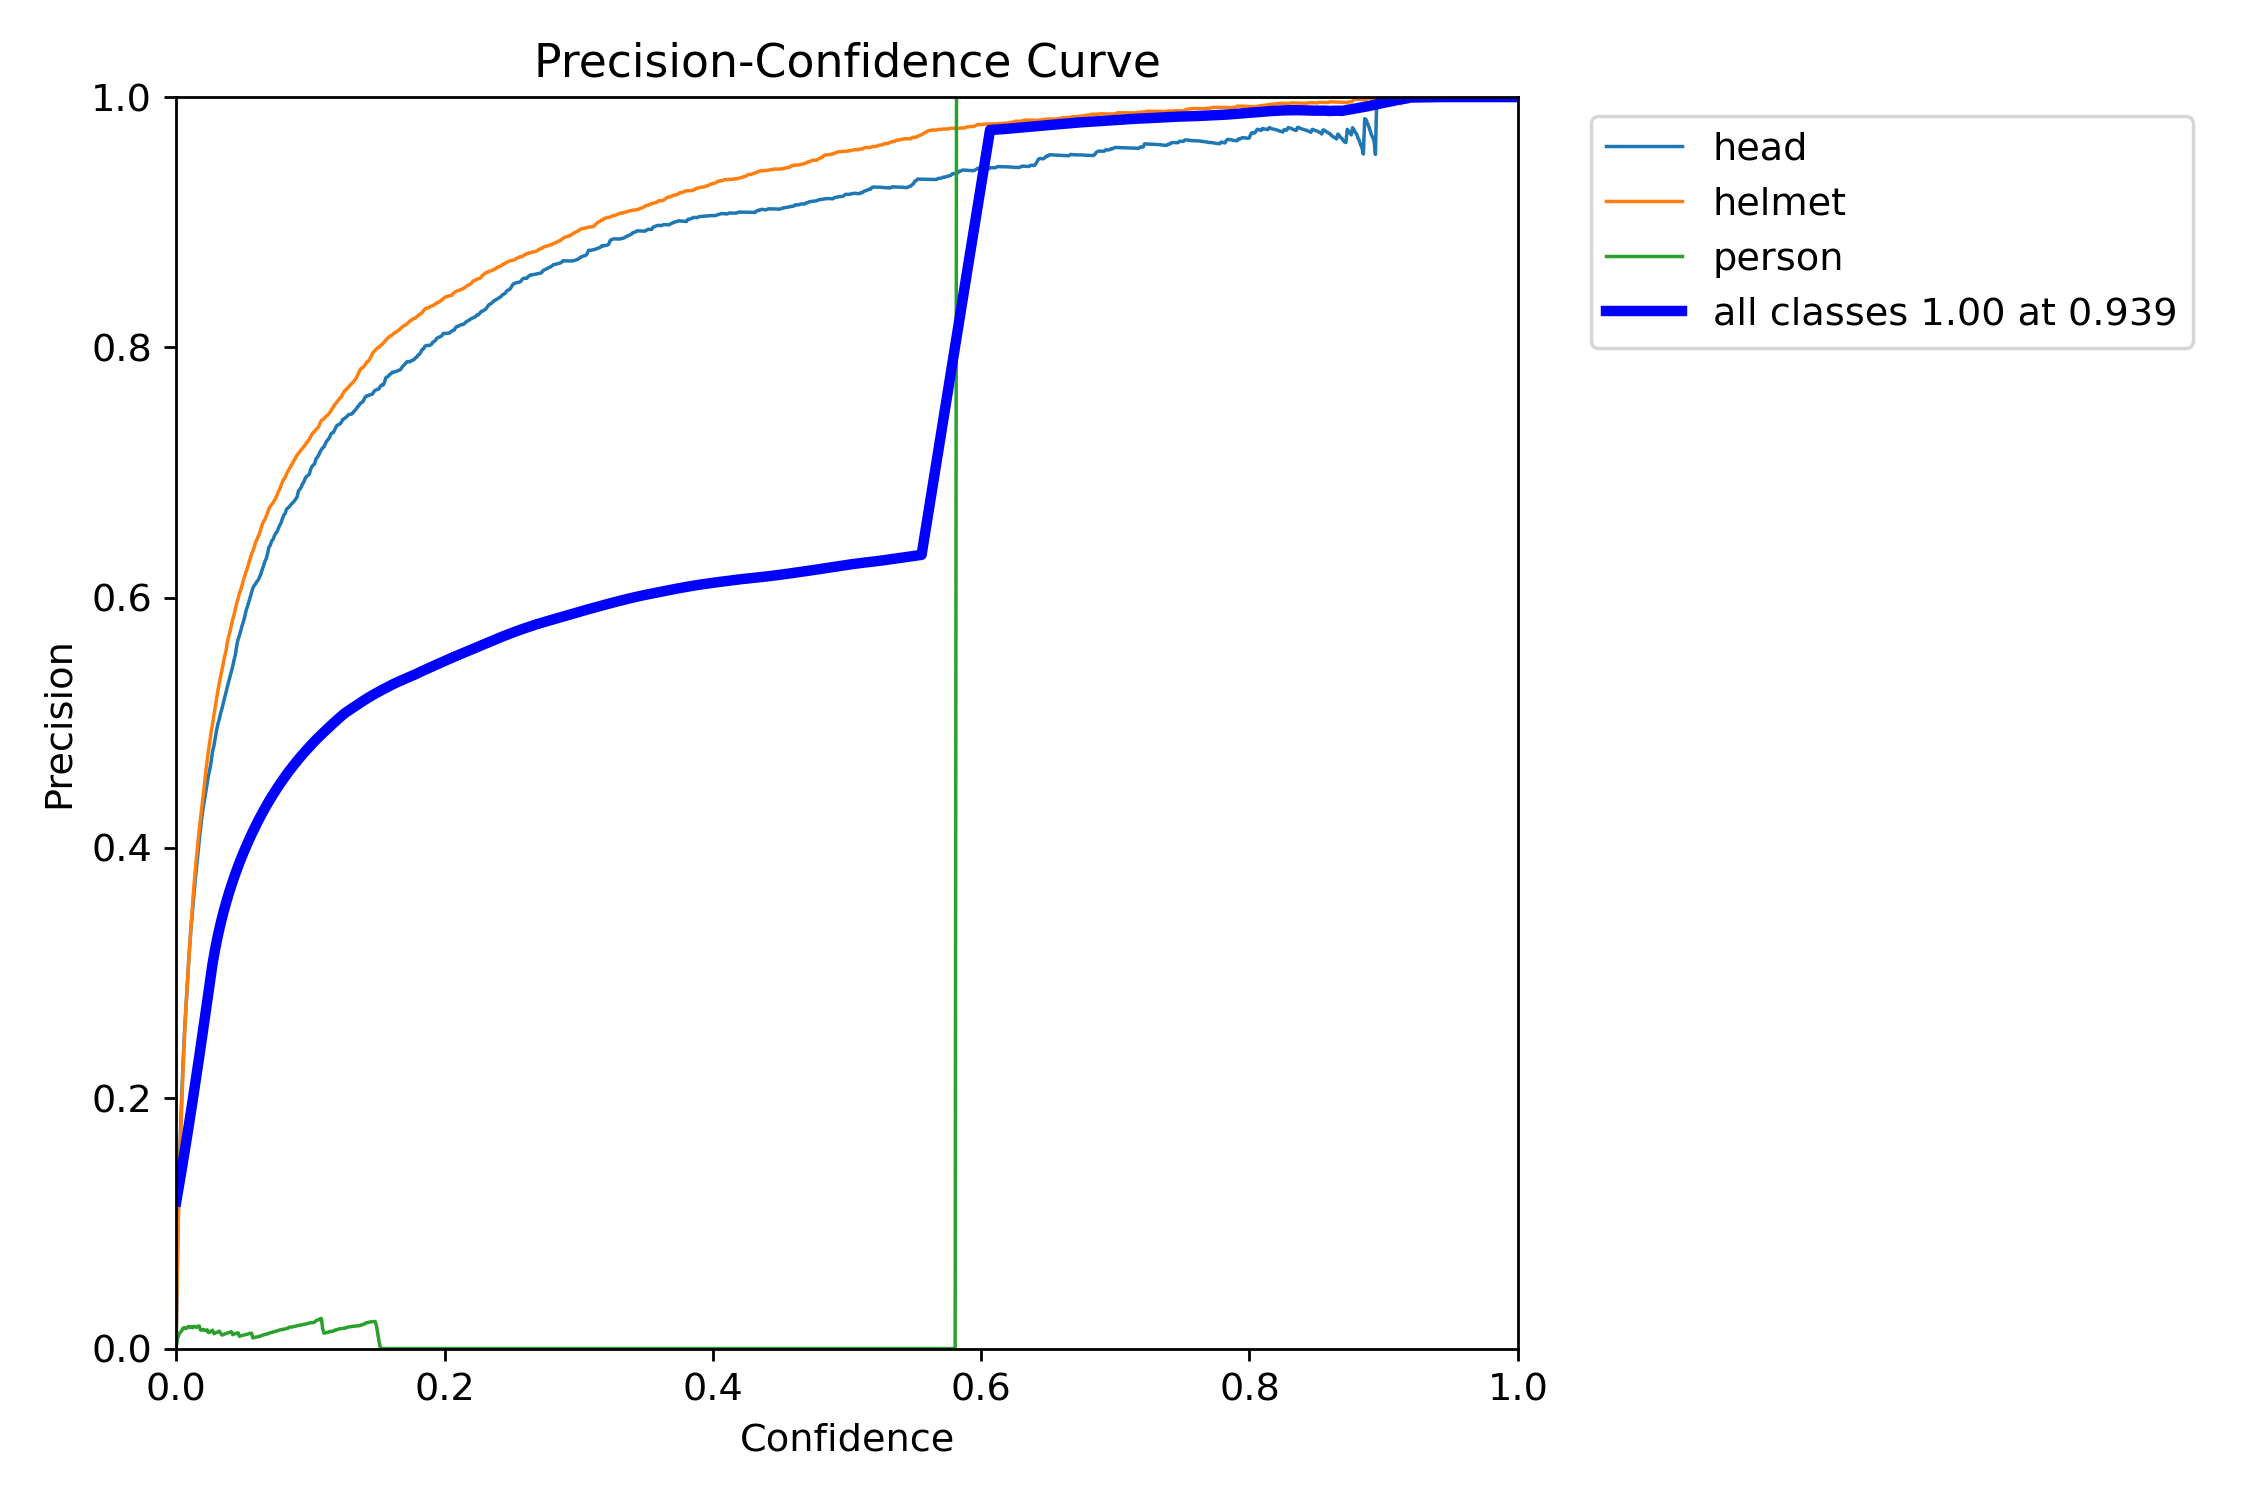 Precision-Confidence Curve
1.0
0.8
0.6
0.4
0.2
0.0
Precision
0.0 0.2 0.4 0.6 0.8 1.0
Confidence
head
helmet
person
all classes 1.00 at 0.939